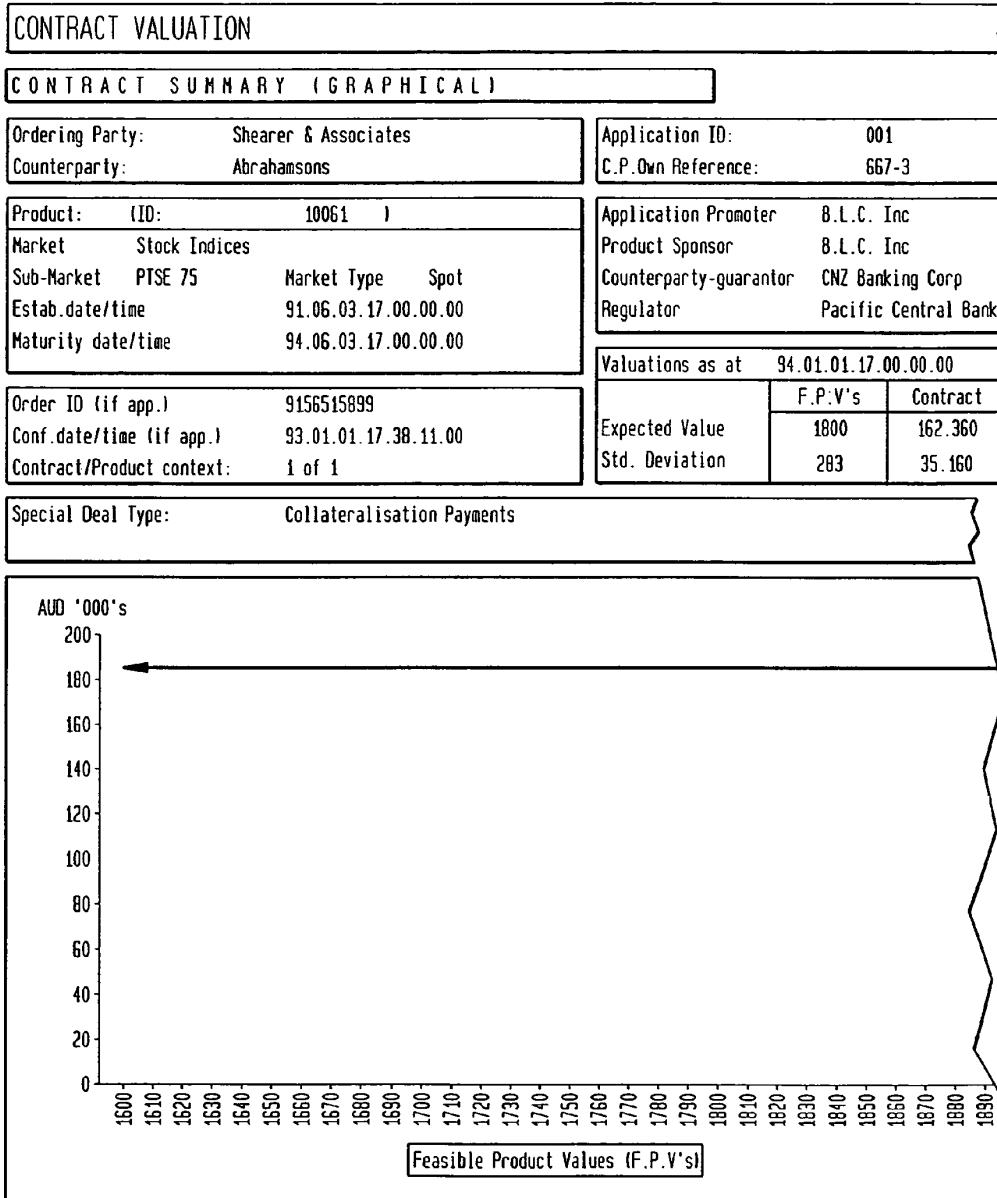 CONTRACT VALUATION
CONTRACT SUMMARY (GRAPHICAL)
Ordering Party: Shearer & Associates
Counterparty: Abrahamsons
Application ID: 001
C.P.Own Reference: 667-3
Product: (ID: 10061 )
Market Stock Indices
Sub-Market PTSE 75 Market Type Spot
Estab.date/time 91.06.03.17.00.00.00
Maturity date/time 94.06.03.17.00.00.00
Application Promoter B.L.C. Inc
Product Sponsor B.L.C. Inc
Counterparty-guarantor CNZ Banking Corp
Regulator Pacific Central Bank
Order ID (if app.) 9156515899
Conf.date/time (if app.) 93.01.01.17.38.11.00
Contract/Product context: 1 of 1
Valuations as at 94.01.01.17.00.00.00
F.P.V's Contract
Expected Value 1800 162.360
Std. Deviation 283 35.160
Special Deal Type: Collateralisation Payments
AUD '000's
200
180
160
140
120
100
80
60
40
20
0
1600 1610 1620 1630 1640 1650 1660 1670 1680 1690 1700 1710 1720 1730 1740 1750 1760 1770 1780 1790 1800 1810 1820 1830 1840 1850 1860 1870 1880 1890
Feasible Product Values (F.P.V's)